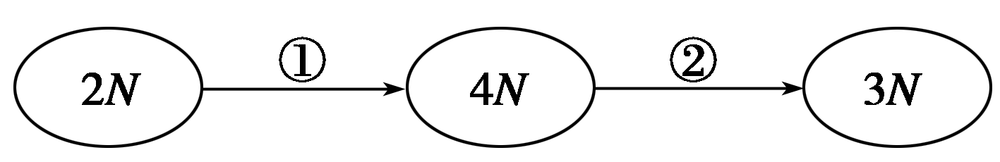 2N ① 4N ② 3N